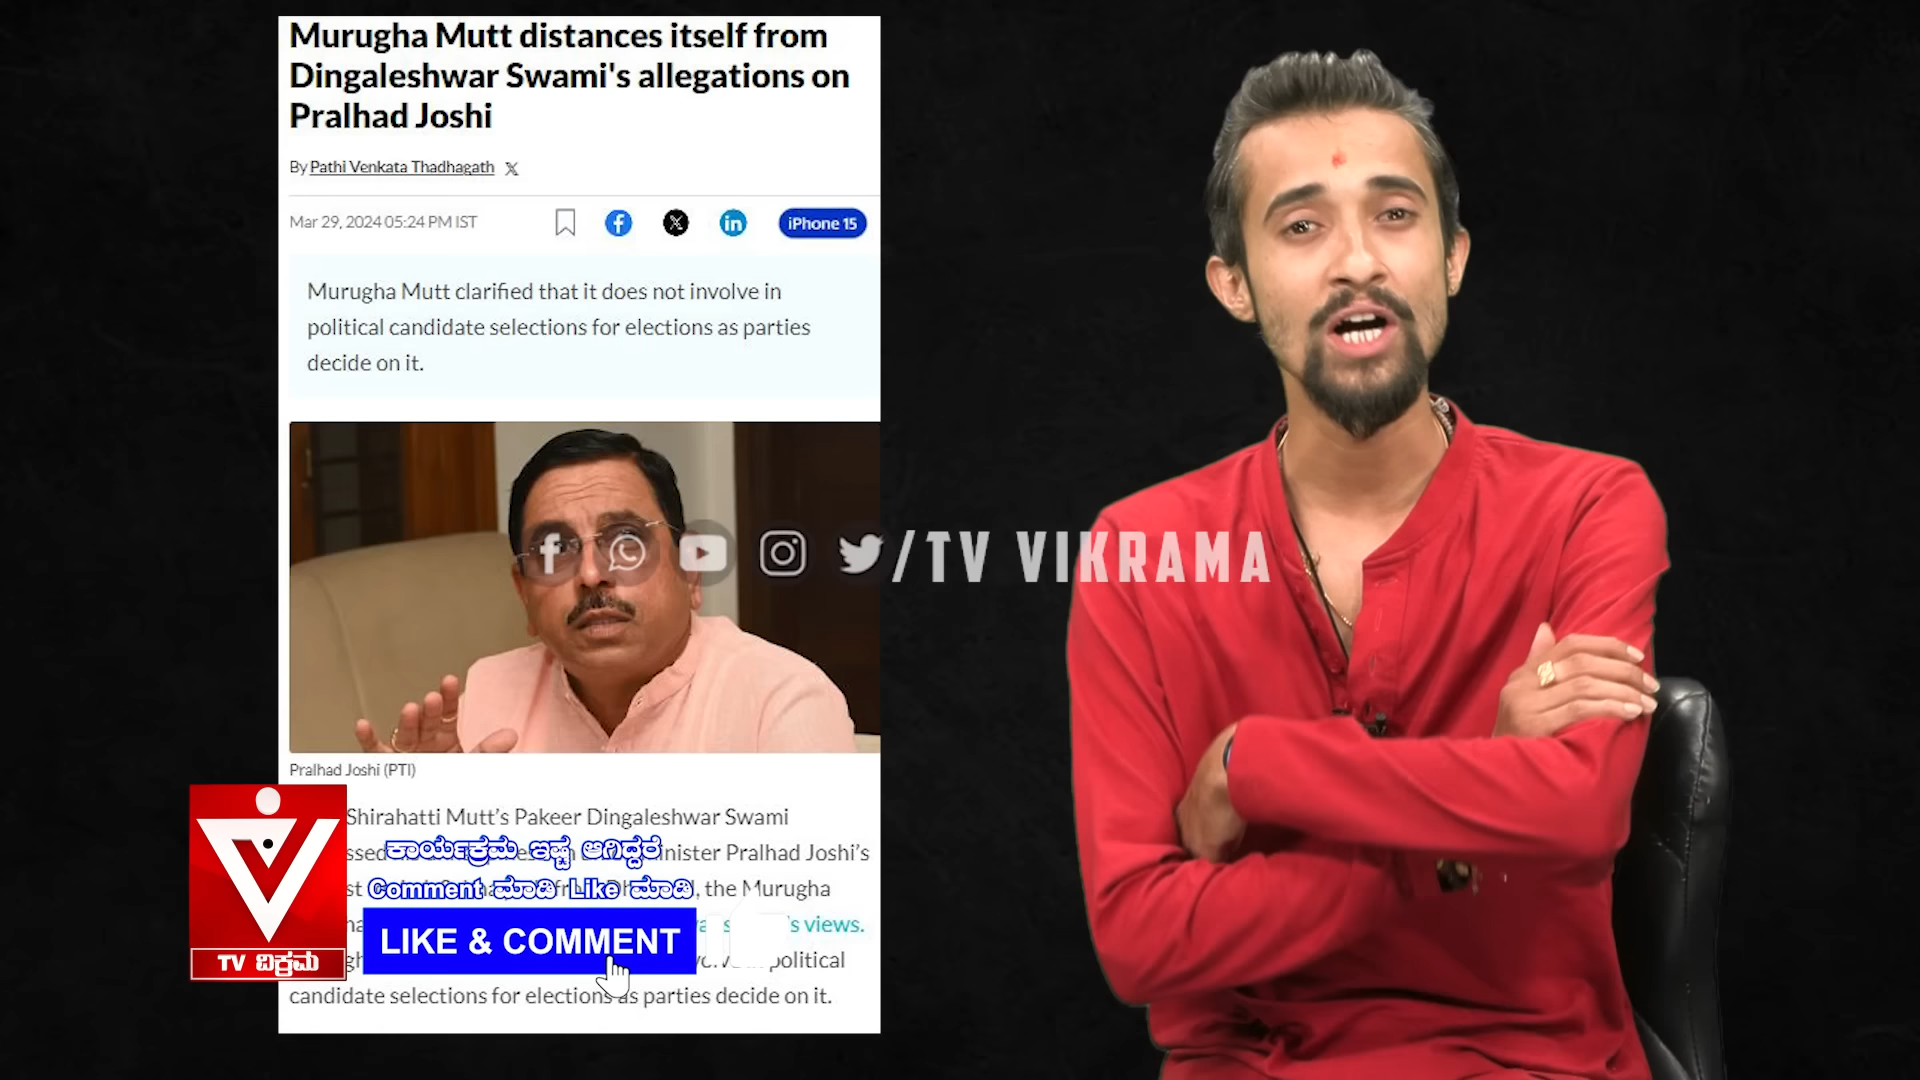 Murugha Mutt distances itself from
Dingaleshwar Swami's allegations on
Pralhad Joshi
By Pathi Venkata Thadhagath
Mar 29, 2024 05:24 PM IST
iPhone 15
Murugha Mutt clarified that it does not involve in
political candidate selections for elections as parties
decide on it.
/TV VIKRAMA
Pralhad Joshi (PTI)
Shirahatti Mutt's Pakeer Dingaleshwar Swami
ಕಾರ್ಯಕ್ರಮ ಇಷ್ಟ ಆಗಿದ್ದರೆ
Pralhad Joshi's
Comment ಮಾಡಿ Like ಮಾಡಿ
, the Murugha
views.
LIKE & COMMENT
political
candidate selections for elections as parties decide on it.
TV ವಿಕ್ರಮ